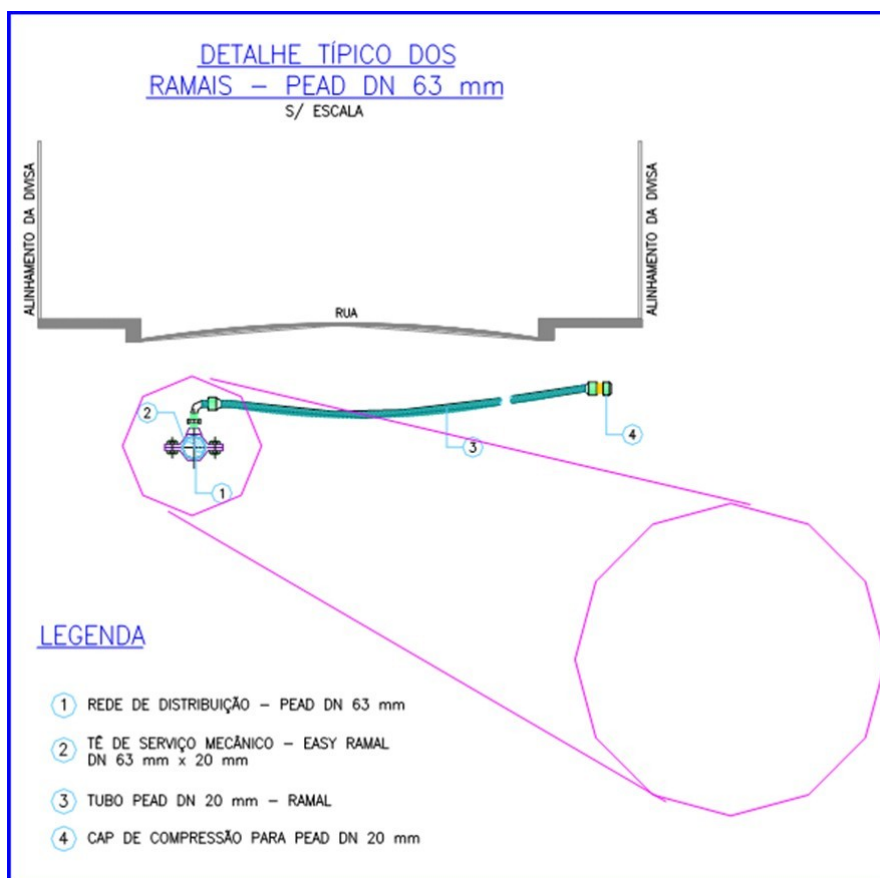 DETALHE TÍPICO DOS
RAMAIS – PEAD DN 63 mm
S/ ESCALA
ALINHAMENTO DA DIVISA
ALINHAMENTO DA DIVISA
RUA
2
1
3
4
LEGENDA
1 REDE DE DISTRIBUIÇÃO – PEAD DN 63 mm
2 TÊ DE SERVIÇO MECÂNICO – EASY RAMAL
DN 63 mm x 20 mm
3 TUBO PEAD DN 20 mm – RAMAL
4 CAP DE COMPRESSÃO PARA PEAD DN 20 mm